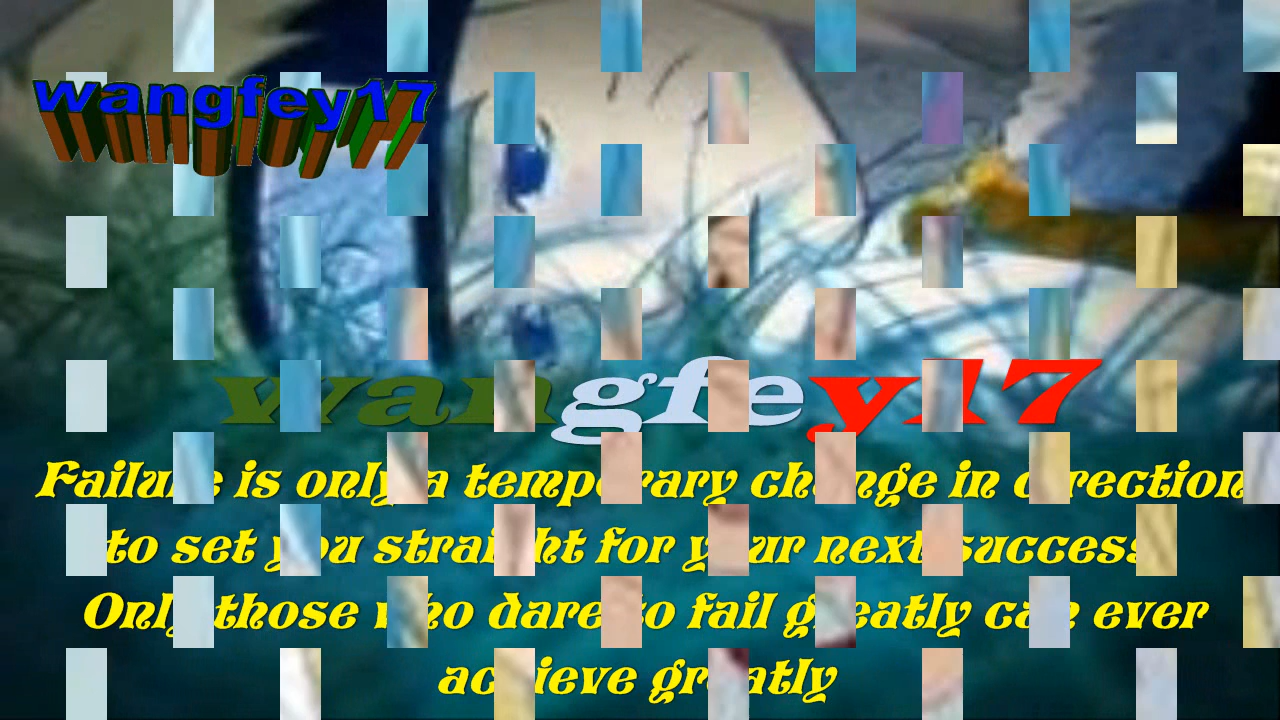 wangfey17
wangfey17
Failure is only a temporary change in direction
to set you straight for your next success
Only those who dare to fail greatly can ever
achieve greatly